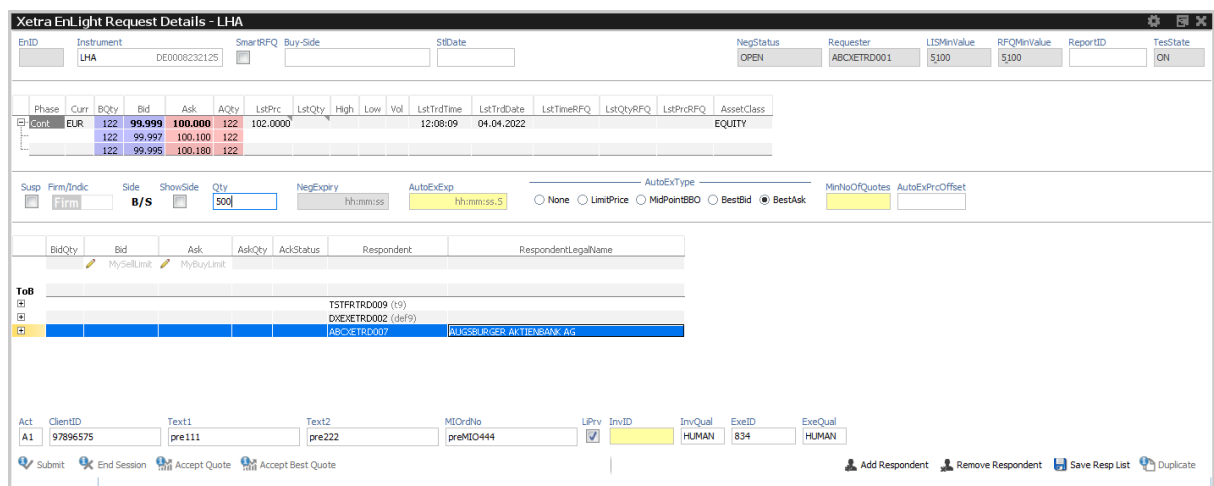 Xetra EnLight Request Details - LHA
EnID Instrument SmartRFQ Buy-Side StlDate NegStatus Requester LISMinValue RFQMinValue ReportID TesState
LHA DE0008232125 OPEN ABCXETRD001 5,100 5,100 ON
Phase Curr BQty Bid Ask AQty LstPrc LstQty High Low Vol LstTrdTime LstTrdDate LstTimeRFQ LstQtyRFQ LstPrcRFQ AssetClass
Cont EUR 122 99.999 100.000 122 102.0000 12:08:09 04.04.2022 EQUITY
122 99.997 100.100 122
122 99.995 100.180 122
AutoExType
Susp Firm/Indic Side ShowSide Qty NegExpiry AutoExExp MinNoOfQuotes AutoExPrcOffset
Firm B/S 500 hh:mm:ss hh:mm:ss.S None LimitPrice MidPointBBO BestBid BestAsk
BidQty Bid Ask AskQty AckStatus Respondent RespondentLegalName
MySellLimit MyBuyLimit
ToB
TSTFRTRD009 (t9)
DXEXETRD002 (def9)
ABCXETRD007 AUGSBURGER AKTIENBANK AG
Act ClientID Text1 Text2 MIOrdNo LiPrv InvID InvQual ExeID ExeQual
A1 97896575 pre111 pre222 preMIO444 HUMAN 834 HUMAN
Submit End Session Accept Quote Accept Best Quote Add Respondent Remove Respondent Save Resp List Duplicate